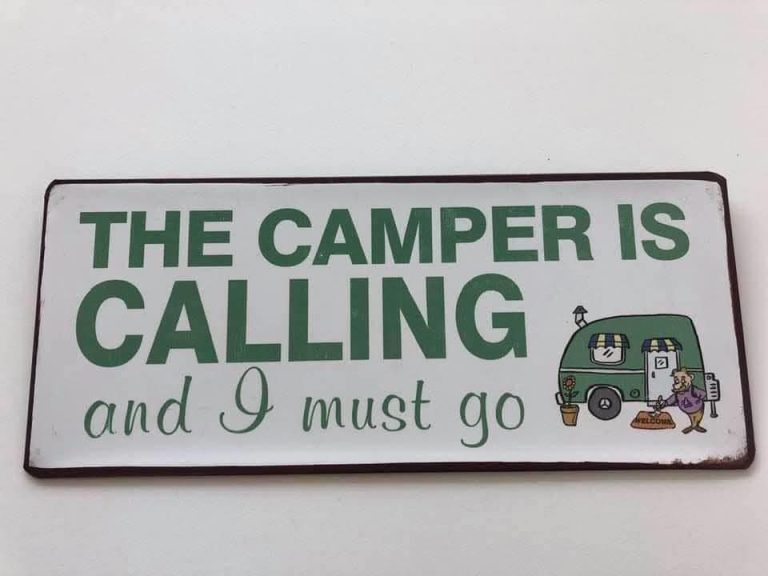 THE CAMPER IS
CALLING
and I must go
WELCOME